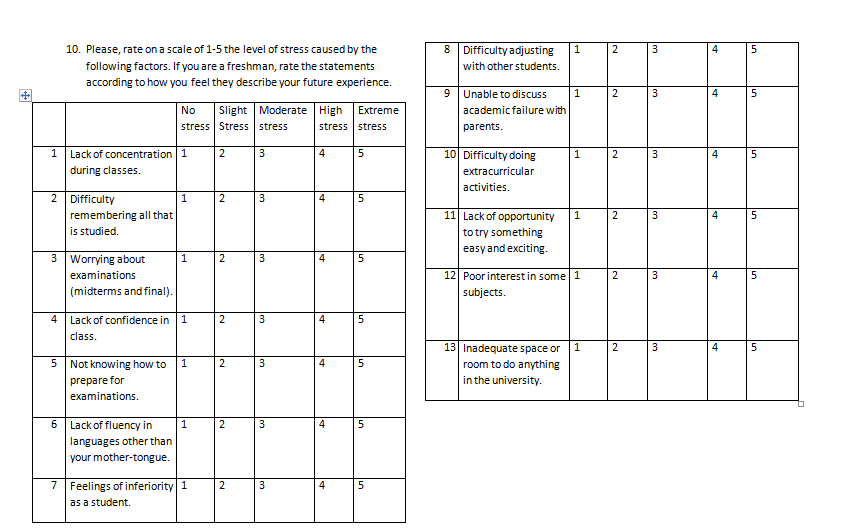 10. Please, rate on a scale of 1-5 the level of stress caused by the
following factors. If you are a freshman, rate the statements
according to how you feel they describe your future experience.
No Slight Moderate High Extreme
stress Stress stress stress stress
1 Lack of concentration 1 2 3 4 5
during classes.
2 Difficulty 1 2 3 4 5
remembering all that
is studied.
3 Worrying about 1 2 3 4 5
examinations
(midterms and final).
4 Lack of confidence in 1 2 3 4 5
class.
5 Not knowing how to 1 2 3 4 5
prepare for
examinations.
6 Lack of fluency in 1 2 3 4 5
languages other than
your mother-tongue.
7 Feelings of inferiority 1 2 3 4 5
as a student.
8 Difficulty adjusting 1 2 3 4 5
with other students.
9 Unable to discuss 1 2 3 4 5
academic failure with
parents.
10 Difficulty doing 1 2 3 4 5
extracurricular
activities.
11 Lack of opportunity 1 2 3 4 5
to try something
easy and exciting.
12 Poor interest in some 1 2 3 4 5
subjects.
13 Inadequate space or 1 2 3 4 5
room to do anything
in the university.